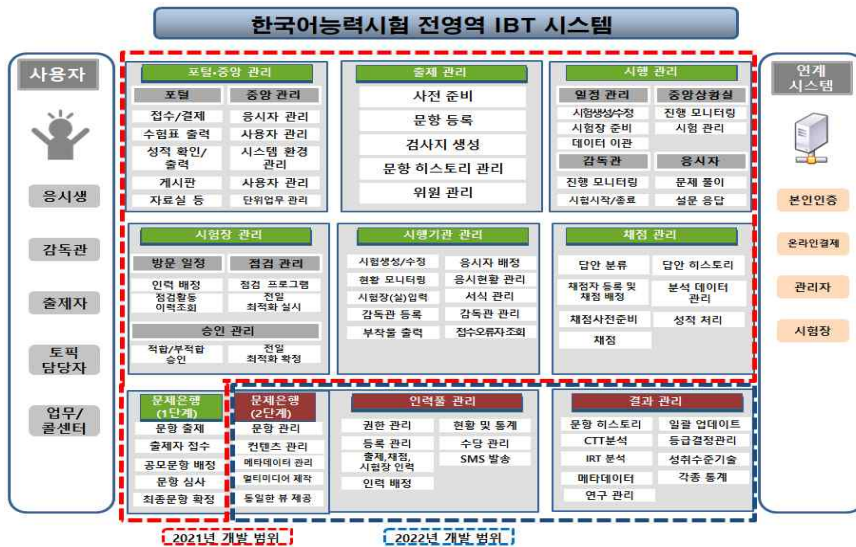 한국어능력시험 전영역 IBT 시스템
사용자
응시생
감독관
출제자
토픽
담당자
업무/
콜센터
포털·중앙 관리
포털
접수/결제
수험표 출력
성적 확인/
출력
게시판
자료실 등
중앙 관리
응시자 관리
사용자 관리
시스템 환경
관리
사용자 관리
단위업무 관리
출제 관리
사전 준비
문항 등록
검사지 생성
문항 히스토리 관리
위원 관리
시행 관리
일정 관리
시험생성/수정
시험장 준비
데이터 이관
중앙상황실
진행 모니터링
시험 관리
감독관
진행 모니터링
시험시작/종료
응시자
문제 풀이
설문 응답
시험장 관리
방문 일정
인력 배정
점검활동
이력조회
점검 관리
점검 프로그램
전일
최적화 실시
승인 관리
적합/부적합
승인
전일
최적화 확정
시행기관 관리
시험생성/수정
현황 모니터링
시험장(실)입력
감독관 등록
부착물 출력
응시자 배정
응시현황 관리
서식 관리
감독관 관리
접수오류자조회
채점 관리
답안 분류
채점자 등록 및
채점 배정
채점사전준비
채점
답안 히스토리
분석 데이터
관리
성적 처리
문제은행
(1단계)
문항 출제
출제자 접수
공모문항 배정
문항 심사
최종문항 확정
문제은행
(2단계)
문항 관리
컨텐츠 관리
메타데이터 관리
멀티미디어 제작
동일한 뷰 제공
인력풀 관리
권한 관리
등록 관리
출제,채점,
시험장 인력
인력 배정
현황 및 통계
수당 관리
SMS 발송
결과 관리
문항 히스토리
CTT분석
IRT 분석
메타데이터
연구 관리
일괄 업데이트
등급결정관리
성취수준기술
각종 통계
연계
시스템
본인인증
온라인결제
관리자
시험장
2021년 개발 범위
2022년 개발 범위